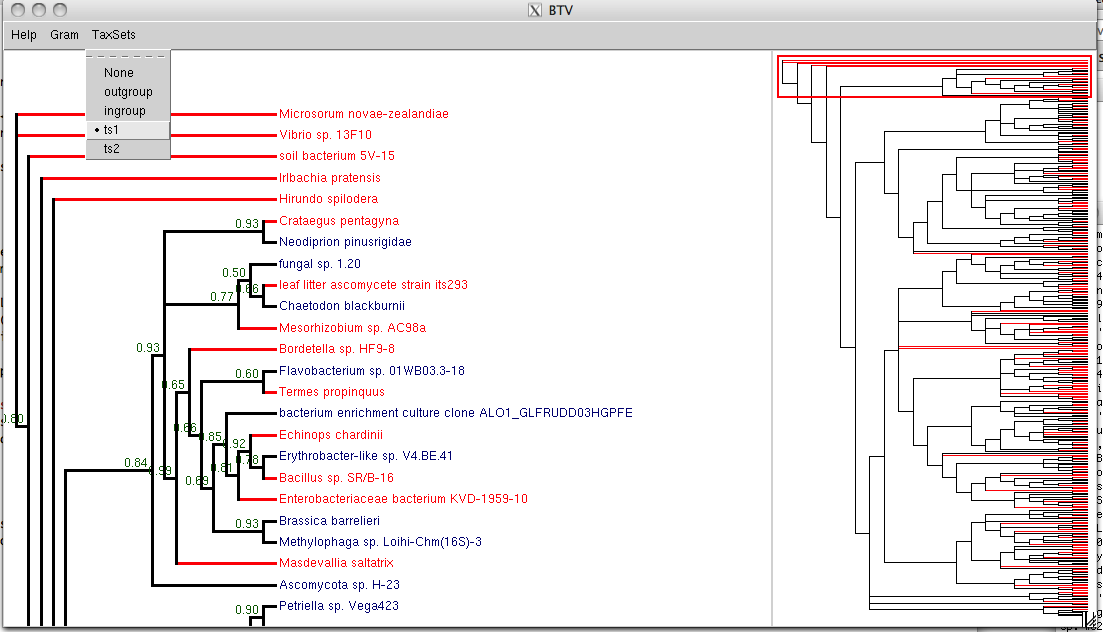 BTV
Help Gram TaxSets
None
outgroup
ingroup
• ts1
ts2
Microsorum novae-zealandiae
Vibrio sp. 13F10
soil bacterium 5V-15
Irlbachia pratensis
Hirundo spilodera
0.93 Crataegus pentagyna
Neodiprion pinusrigidae
fungal sp. 1.20
0.50
leaf litter ascomycete strain its293
0.66
0.77
Chaetodon blackburnii
Mesorhizobium sp. AC98a
0.93
Bordetella sp. HF9-8
0.60 Flavobacterium sp. 01WB03.3-18
0.65
Termes propinquus
bacterium enrichment culture clone ALO1_GLFRUDD03HGPFE
0.80
0.66
0.85
Echinops chardinii
0.92
Erythrobacter-like sp. V4.BE.41
0.78
0.84
0.99
0.81
Bacillus sp. SR/B-16
0.69
Enterobacteriaceae bacterium KVD-1959-10
0.93 Brassica barrelieri
Methylophaga sp. Loihi-Chm(16S)-3
Masdevallia saltatrix
Ascomycota sp. H-23
0.90 Petriella sp. Vega423